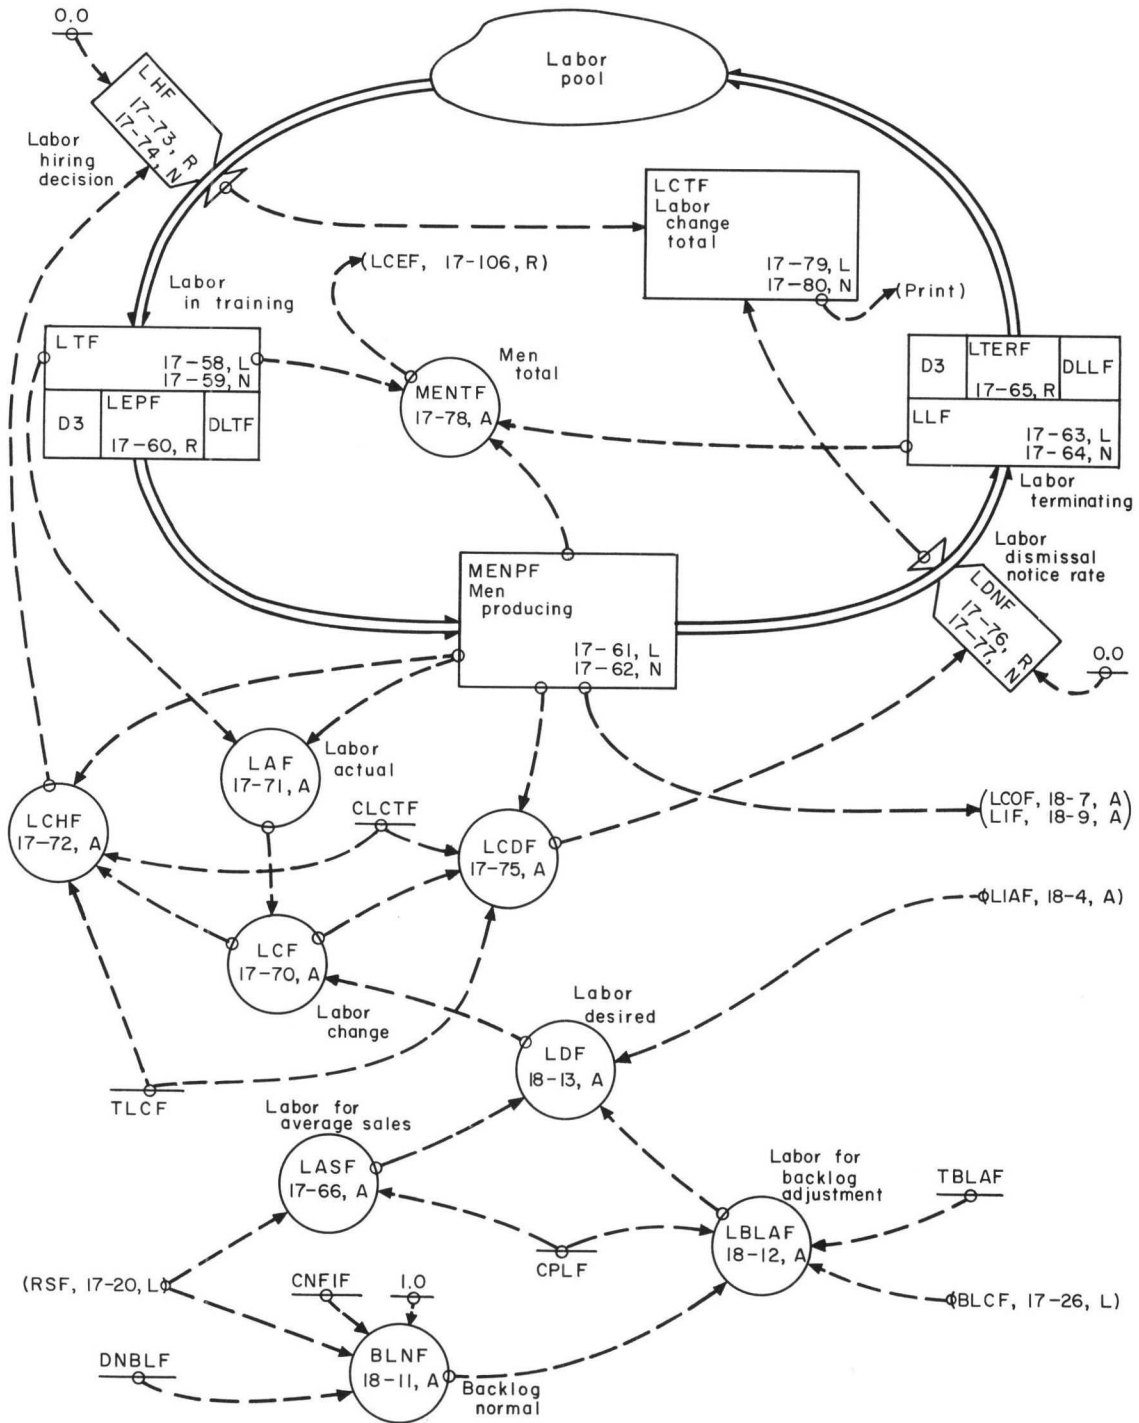 0.0
LHF
17-73, R
17-74, N
Labor
hiring
decision
Labor
pool
LCTF
Labor
change
total
17-79, L
17-80, N
(Print)
(LCEF, 17-106, R)
Labor
in training
LTF
17-58, L
17-59, N
D3
LEPF
17-60, R
DLTF
Men
total
MENTF
17-78, A
D3
LTERF
17-65, R
DLLF
LLF
17-63, L
17-64, N
Labor
terminating
Labor
dismissal
notice rate
LDNF
17-76, R
17-77, N
0.0
MENPF
Men
producing
17-61, L
17-62, N
LAF
17-71, A
Labor
actual
LCHF
17-72, A
CLCTF
LCDF
17-75, A
(LCOF, 18-7, A)
(LIF, 18-9, A)
(LIAF, 18-4, A)
LCF
17-70, A
Labor
change
Labor
desired
LDF
18-13, A
TLCF
Labor for
average sales
LASF
17-66, A
Labor for
backlog
adjustment
TBLAF
LBLAF
18-12, A
CPLF
(RSF, 17-20, L)
CNFIF
1.0
(BLCF, 17-26, L)
DNBLF
BLNF
18-11, A
Backlog
normal